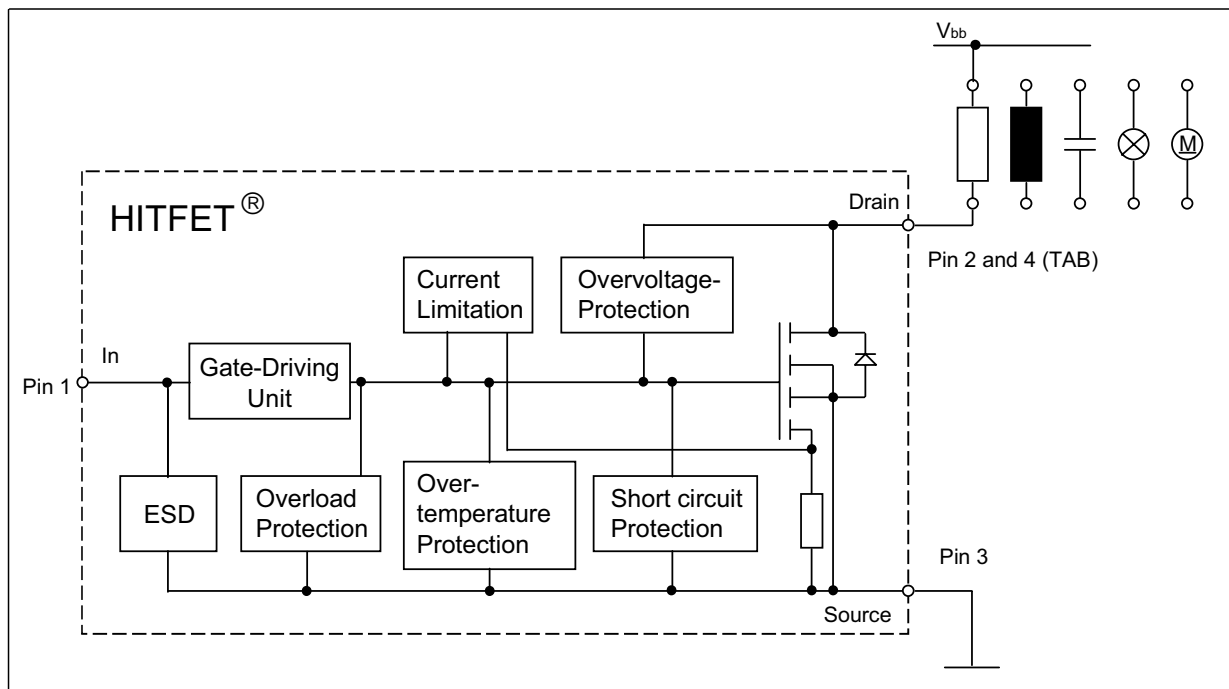 Vbb
M
HITFET ®
Drain
Pin 2 and 4 (TAB)
Current
Limitation
Overvoltage-
Protection
In
Pin 1
Gate-Driving
Unit
ESD
Overload
Protection
Over-
temperature
Protection
Short circuit
Protection
Pin 3
Source